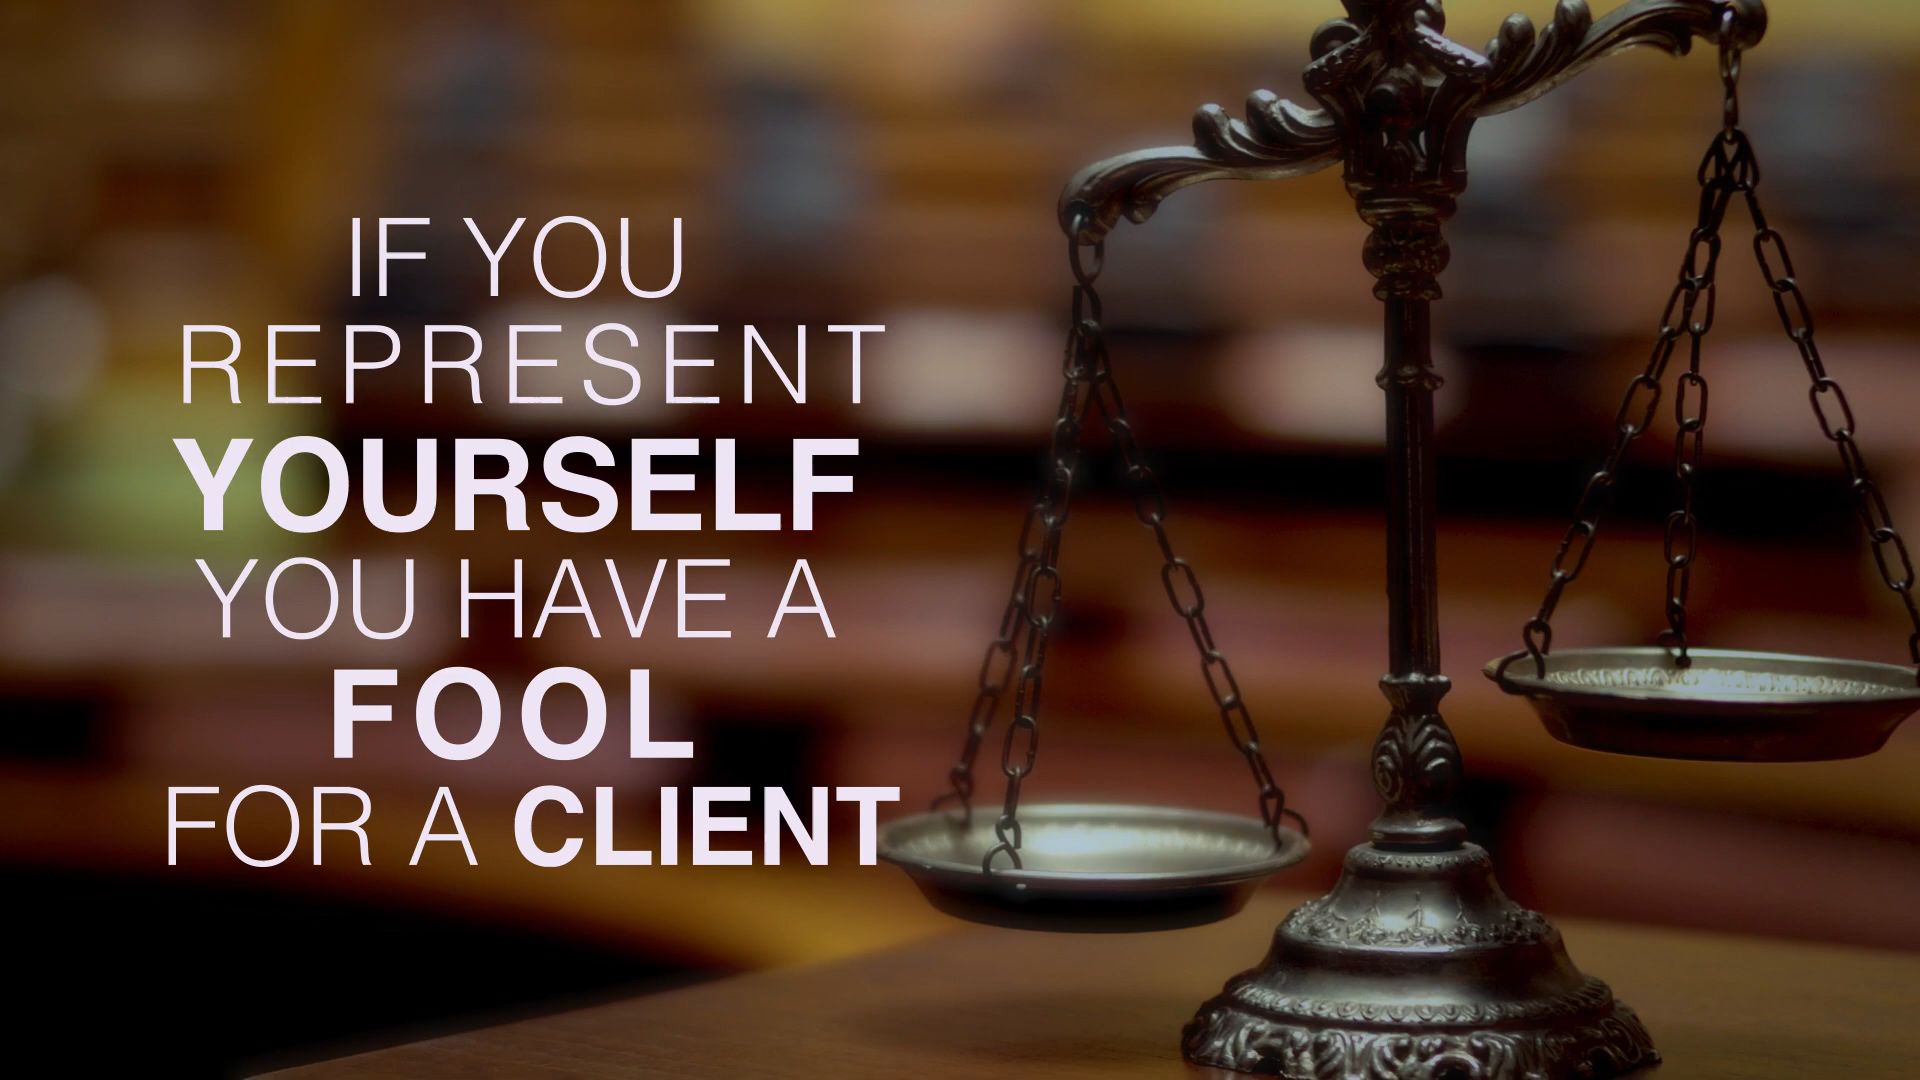 IF YOU
REPRESENT
YOURSELF
YOU HAVE A
FOOL
FOR A CLIENT